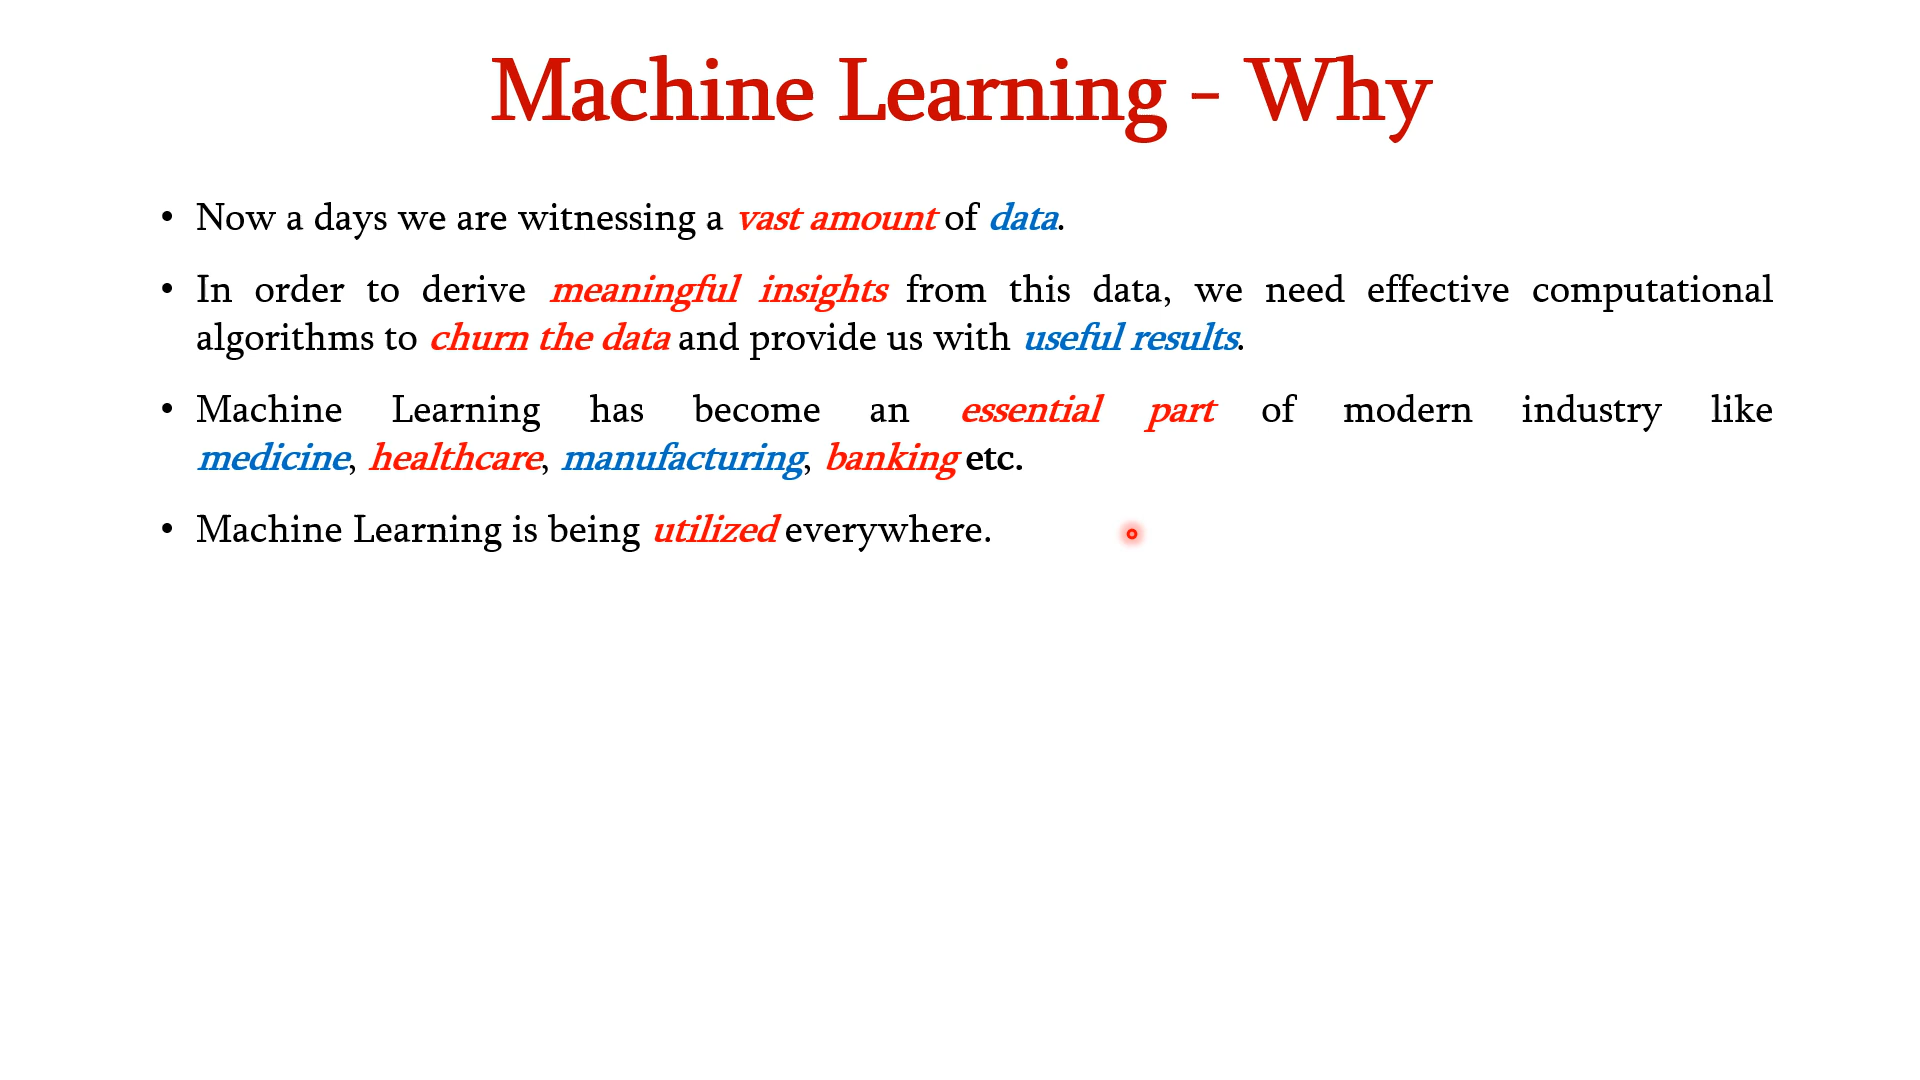 Machine Learning - Why
• Now a days we are witnessing a vast amount of data.
• In order to derive meaningful insights from this data, we need effective computational
algorithms to churn the data and provide us with useful results.
• Machine Learning has become an essential part of modern industry like
medicine, healthcare, manufacturing, banking etc.
• Machine Learning is being utilized everywhere.